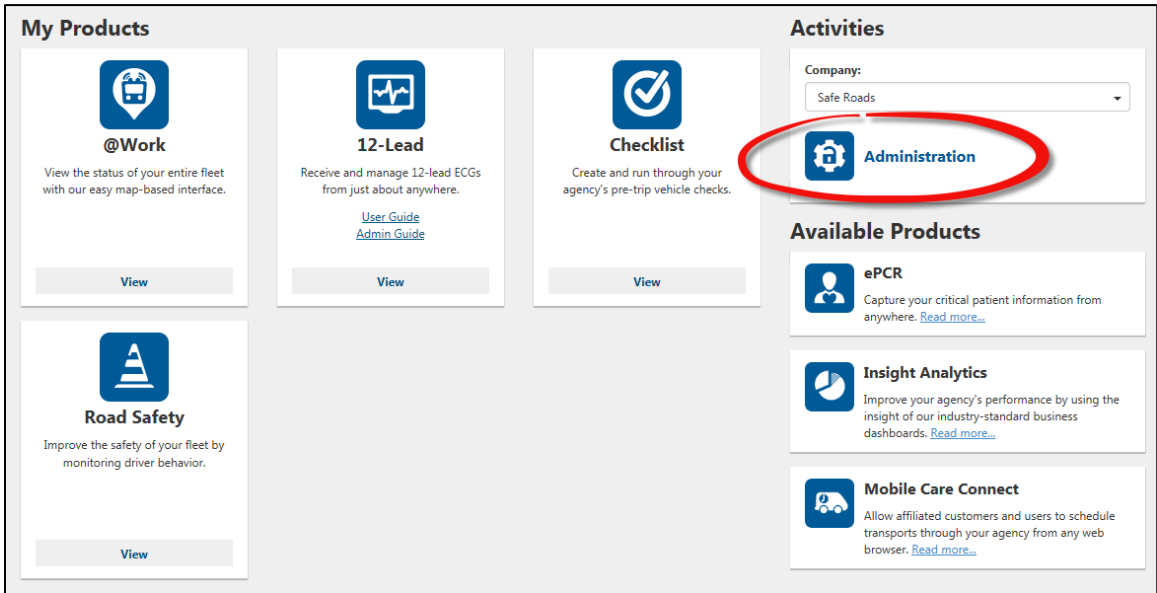 My Products
@Work
View the status of your entire fleet
with our easy map-based interface.
View
12-Lead
Receive and manage 12-lead ECGs
from just about anywhere.
User Guide
Admin Guide
View
Checklist
Create and run through your
agency's pre-trip vehicle checks.
View
Road Safety
Improve the safety of your fleet by
monitoring driver behavior.
View
Activities
Company:
Safe Roads
Administration
Available Products
ePCR
Capture your critical patient information from
anywhere. Read more...
Insight Analytics
Improve your agency's performance by using the
insight of our industry-standard business
dashboards. Read more...
Mobile Care Connect
Allow affiliated customers and users to schedule
transports through your agency from any web
browser. Read more...